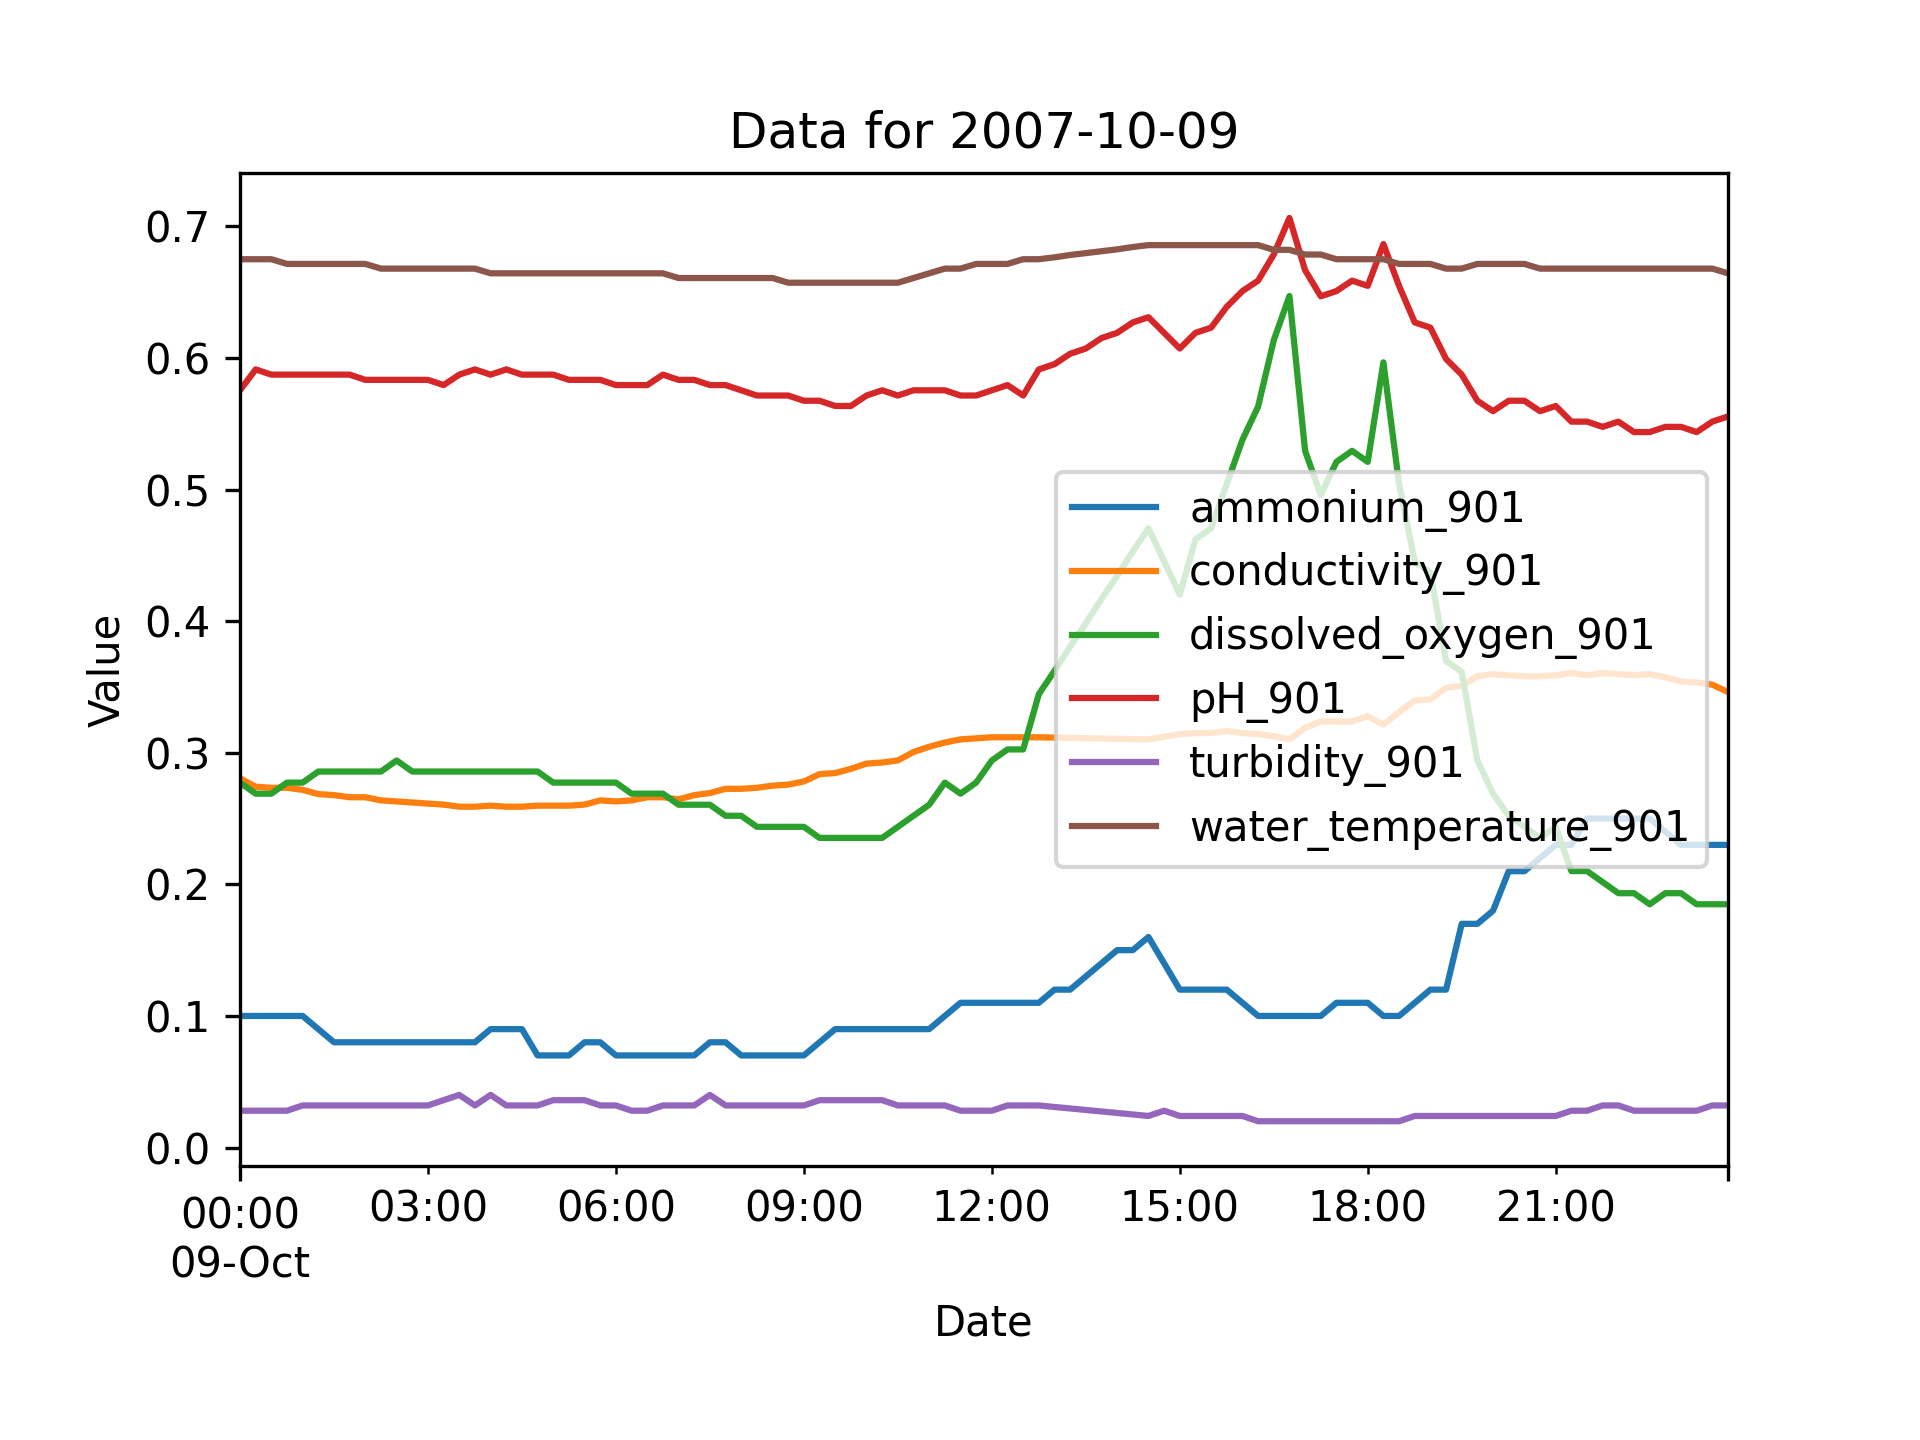 Data for 2007-10-09
Value
0.7
0.6
0.5
0.4
0.3
0.2
0.1
0.0
ammonium_901
conductivity_901
dissolved_oxygen_901
pH_901
turbidity_901
water_temperature_901
00:00 03:00 06:00 09:00 12:00 15:00 18:00 21:00
09-Oct
Date